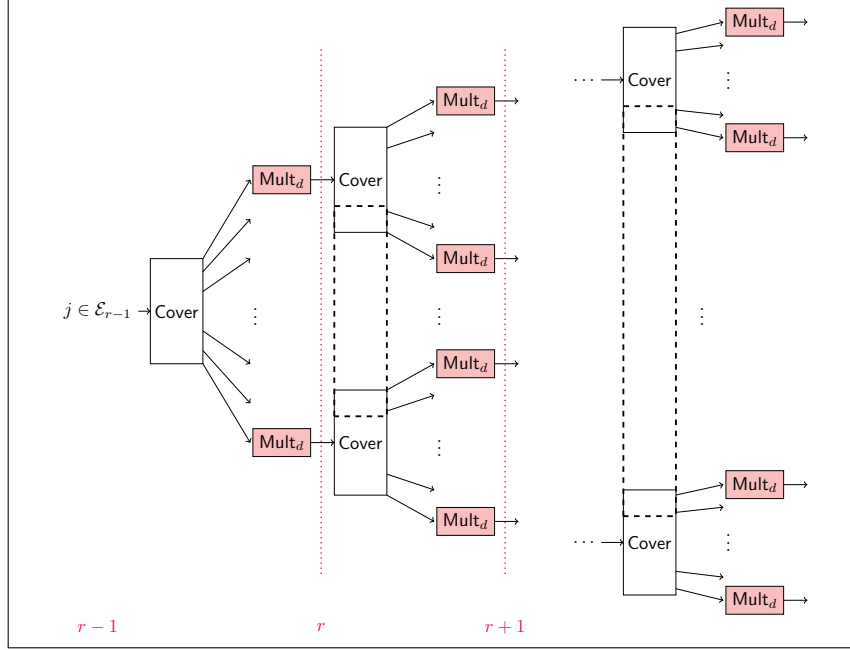 Mult_d
··· Cover ⋮
Mult_d
Mult_d
Mult_d
Cover ⋮
Mult_d
j ∈ ℰ_{r−1} Cover ⋮ ⋮ ⋮
Mult_d
Mult_d
Cover ⋮
Mult_d
Mult_d
··· Cover ⋮
Mult_d
Mult_d
r − 1 r r + 1